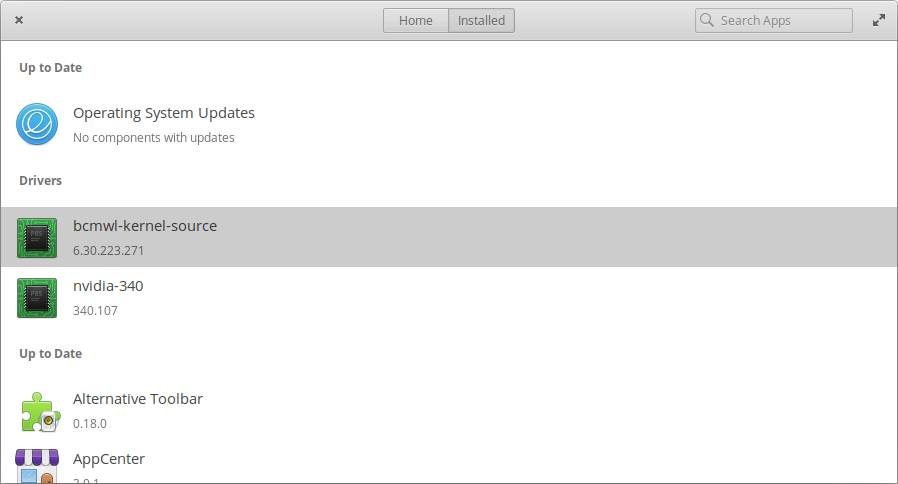 Home
Installed
Search Apps
Up to Date
Operating System Updates
No components with updates
Drivers
bcmwl-kernel-source
6.30.223.271
nvidia-340
340.107
Up to Date
Alternative Toolbar
0.18.0
AppCenter